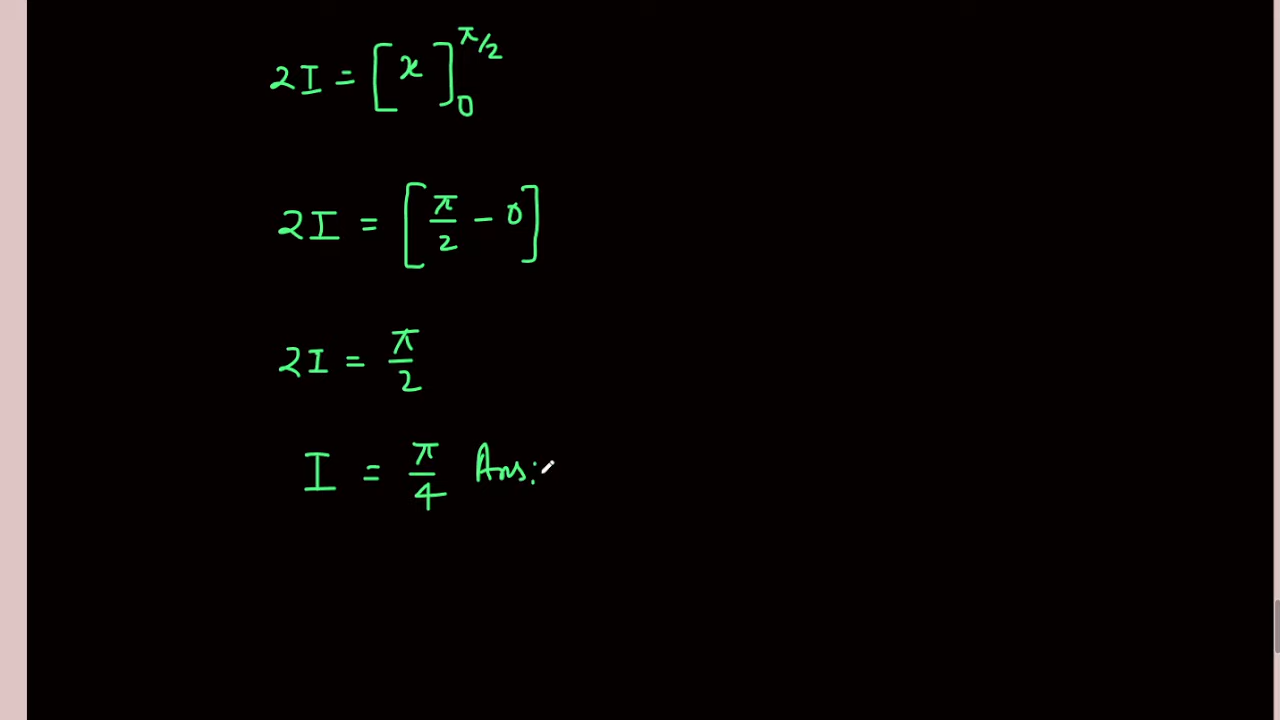 2I = [x]₀^π/2
2I = [π/2 - 0]
2I = π/2
I = π/4 Ans: